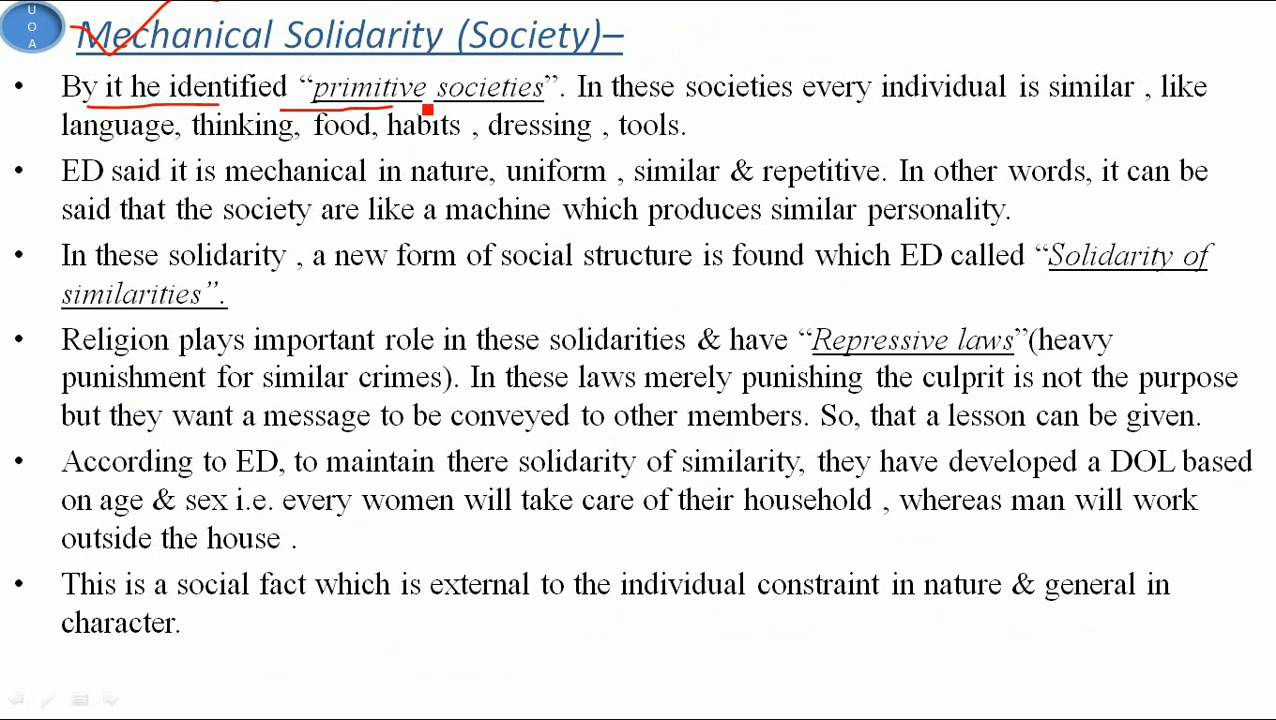 U
O
A
Mechanical Solidarity (Society)–
• By it he identified “primitive societies”. In these societies every individual is similar , like
language, thinking, food, habits , dressing , tools.
• ED said it is mechanical in nature, uniform , similar & repetitive. In other words, it can be
said that the society are like a machine which produces similar personality.
• In these solidarity , a new form of social structure is found which ED called “Solidarity of
similarities”.
• Religion plays important role in these solidarities & have “Repressive laws”(heavy
punishment for similar crimes). In these laws merely punishing the culprit is not the purpose
but they want a message to be conveyed to other members. So, that a lesson can be given.
• According to ED, to maintain there solidarity of similarity, they have developed a DOL based
on age & sex i.e. every women will take care of their household , whereas man will work
outside the house .
• This is a social fact which is external to the individual constraint in nature & general in
character.